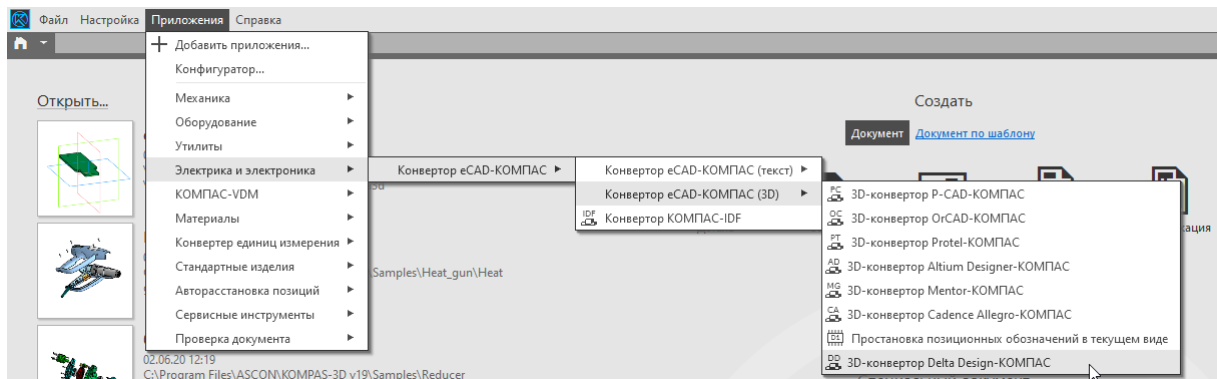 Файл Настройка Приложения Справка
Добавить приложения...
Конфигуратор...
Открыть...
Создать
Механика
Оборудование
Документ Документ по шаблону
Утилиты
Электрика и электроника
Конвертор eCAD-КОМПАС
Конвертор eCAD-КОМПАС (текст)
КОМПАС-VDM
Конвертор eCAD-КОМПАС (3D)
3D-конвертор P-CAD-КОМПАС
Материалы
Конвертор КОМПАС-IDF
3D-конвертор OrCAD-КОМПАС
Конвертер единиц измерения
3D-конвертор Protel-КОМПАС
Стандартные изделия
\Samples\Heat_gun\Heat
3D-конвертор Altium Designer-КОМПАС
Авторасстановка позиций
3D-конвертор Mentor-КОМПАС
Сервисные инструменты
3D-конвертор Cadence Allegro-КОМПАС
Проверка документа
Простановка позиционных обозначений в текущем виде
02.06.20 12:19
3D-конвертор Delta Design-КОМПАС
C:\Program Files\ASCON\KOMPAS-3D v19\Samples\Reducer